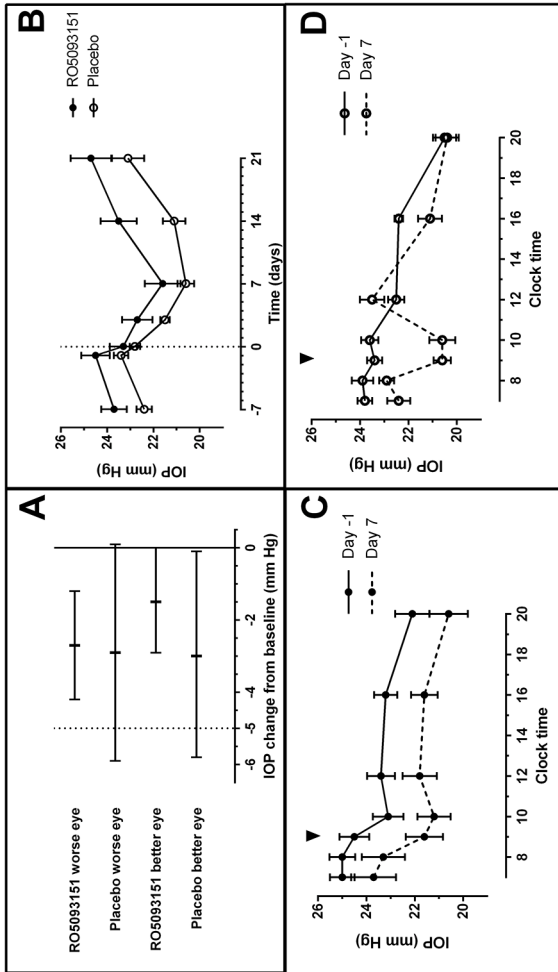 A
RO5093151 worse eye
Placebo worse eye
RO5093151 better eye
Placebo better eye
-6 -5 -4 -2 0
IOP change from baseline (mm Hg)
B
RO5093151
Placebo
26
24
22
20
IOP (mm Hg)
-7 0 7 14 21
Time (days)
C
Day -1
Day 7
26
24
22
20
IOP (mm Hg)
8 10 12 14 16 18 20
Clock time
D
Day -1
Day 7
26
24
22
20
IOP (mm Hg)
8 10 12 14 16 18 20
Clock time